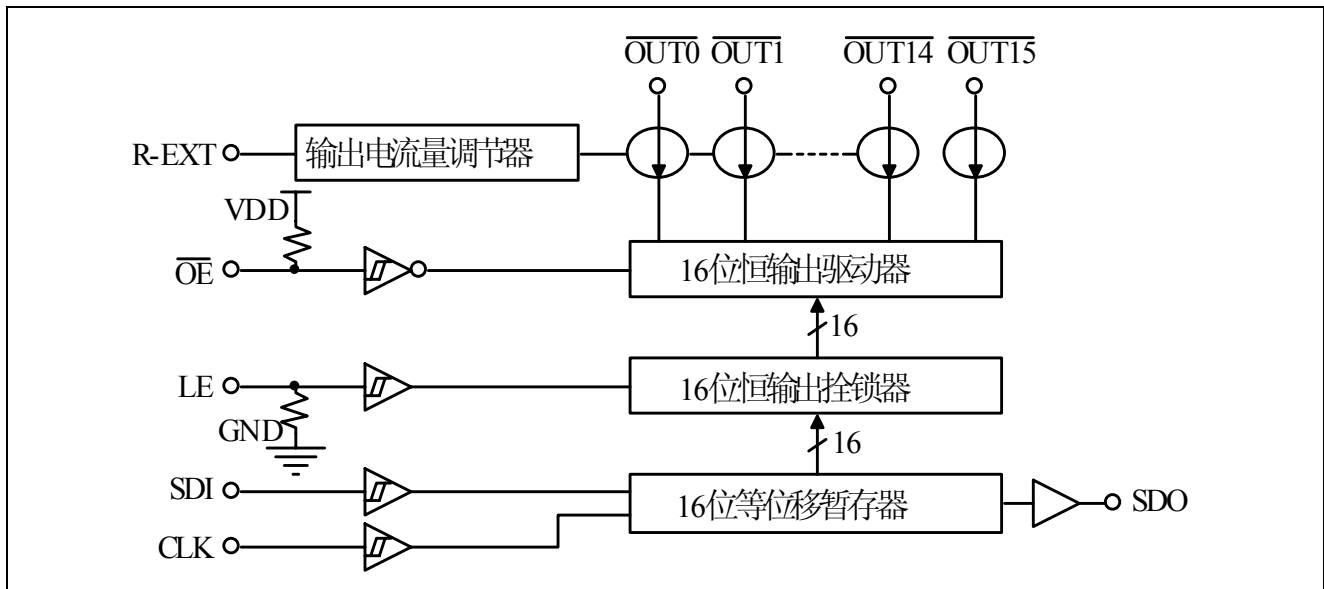 OUT0 OUT1 OUT14 OUT15
R-EXT 输出电流量调节器
VDD
OE 16位恒输出驱动器
16
LE 16位恒输出拴锁器
GND
16
SDI 16位等位移暂存器 SDO
CLK